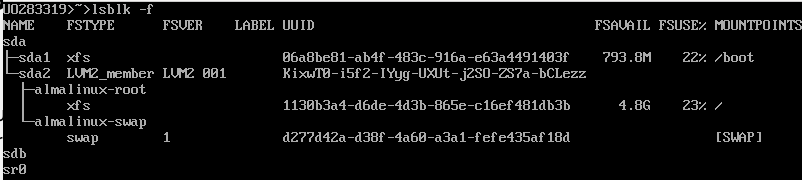 UO283319>~>lsblk -f
NAME FSTYPE FSVER LABEL UUID FSAVAIL FSUSE% MOUNTPOINTS
sda
├─sda1 xfs 06a8be81-ab4f-483c-916a-e63a4491403f 793.8M 22% /boot
└─sda2 LVM2_member LVM2 001 KixwT0-i5f2-IYyg-UXUt-j2SO-ZS7a-bCLezz
├─almalinux-root
xfs 1130b3a4-d6de-4d3b-865e-c16ef481db3b 4.8G 23% /
└─almalinux-swap
swap 1 d277d42a-d38f-4a60-a3a1-fefe435af18d [SWAP]
sdb
sr0